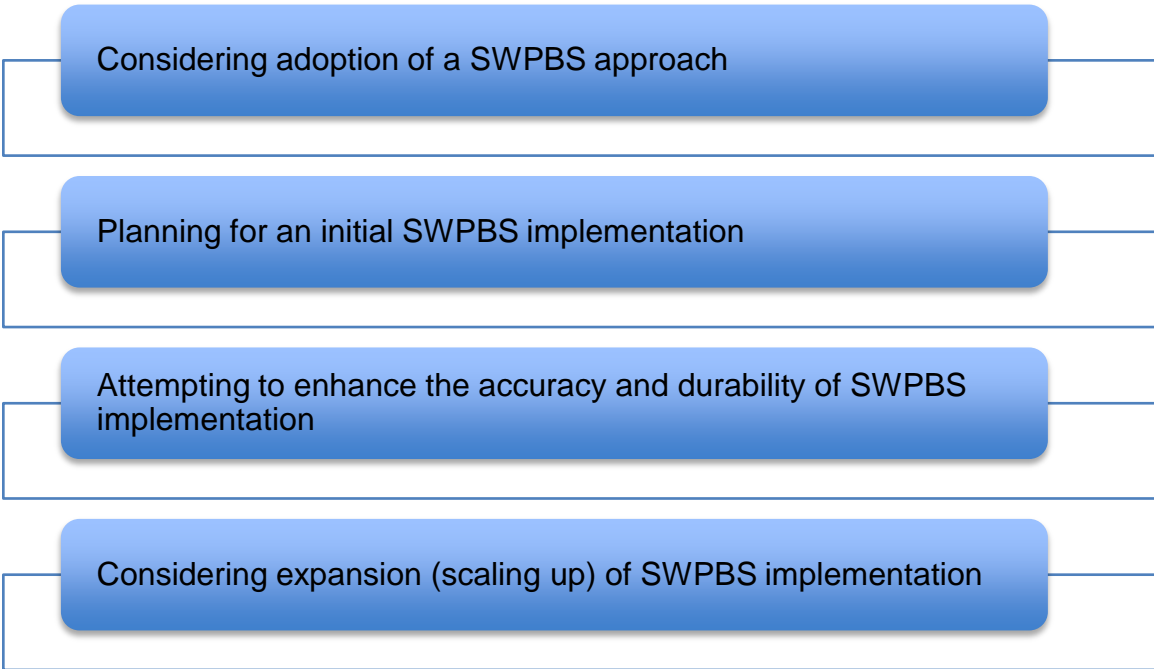 Considering adoption of a SWPBS approach
Planning for an initial SWPBS implementation
Attempting to enhance the accuracy and durability of SWPBS
implementation
Considering expansion (scaling up) of SWPBS implementation